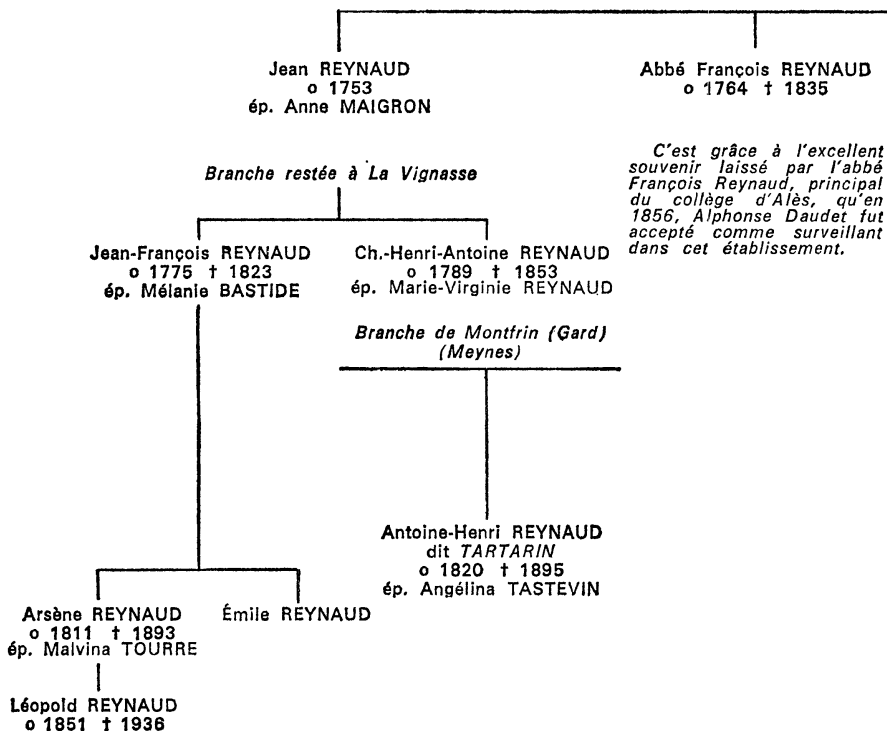 Jean REYNAUD
o 1753
ép. Anne MAIGRON
Abbé François REYNAUD
o 1764 † 1835
C'est grâce à l'excellent
souvenir laissé par l'abbé
François Reynaud, principal
du collège d'Alès, qu'en
1856, Alphonse Daudet fut
accepté comme surveillant
dans cet établissement.
Branche restée à La Vignasse
Jean-François REYNAUD
o 1775 † 1823
ép. Mélanie BASTIDE
Ch.-Henri-Antoine REYNAUD
o 1789 † 1853
ép. Marie-Virginie REYNAUD
Branche de Montfrin (Gard)
(Meynes)
Antoine-Henri REYNAUD
dit TARTARIN
o 1820 † 1895
ép. Angélina TASTEVIN
Arsène REYNAUD
o 1811 † 1893
ép. Malvina TOURRE
Émile REYNAUD
Léopold REYNAUD
o 1851 † 1936